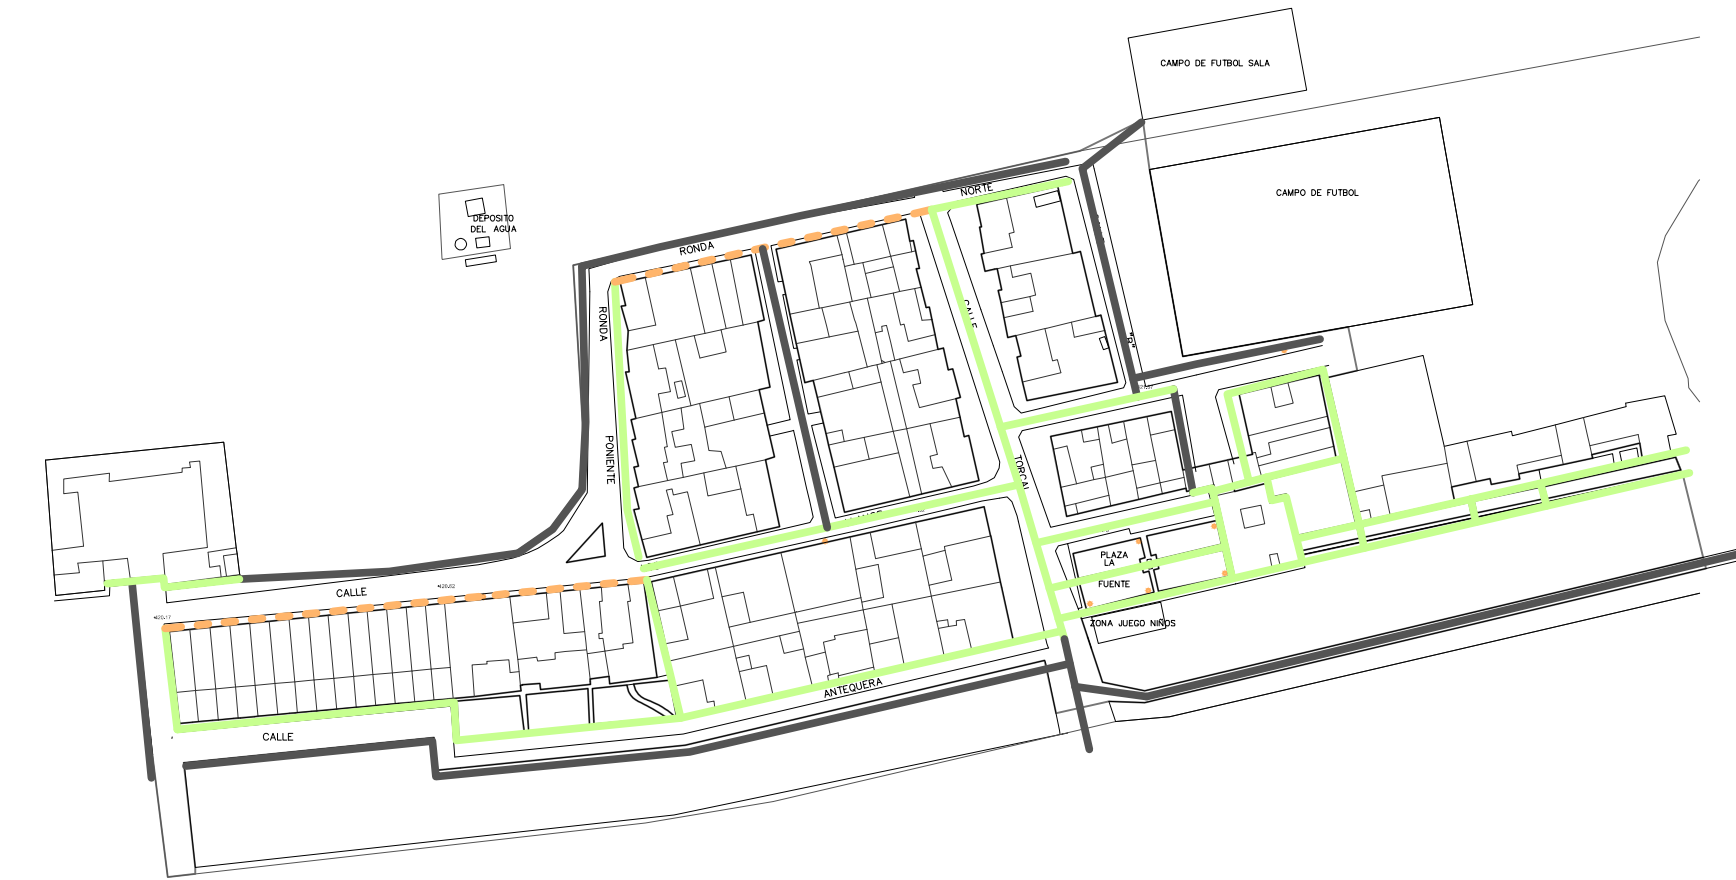 CAMPO DE FUTBOL SALA
CAMPO DE FUTBOL
NORTE
DEPOSITO
DEL AGUA
RONDA
RONDA
CALLE
"B"
PONIENTE
TORCAL
PLAZA
LA
FUENTE
CALLE
ZONA JUEGO NIÑOS
ANTEQUERA
CALLE